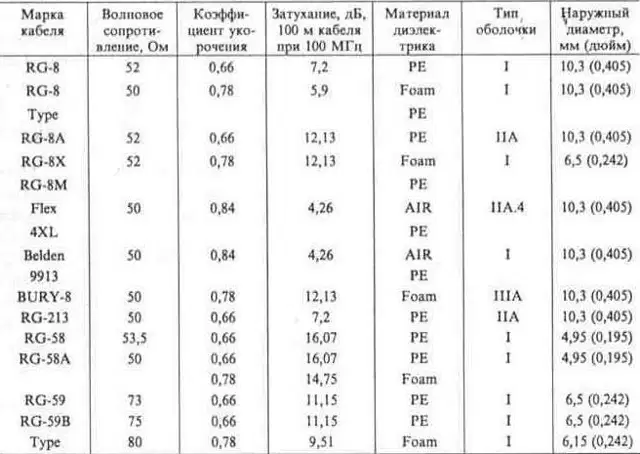 Марка кабеля Волновое сопроти- вление, Ом Коэффи- циент уко- рочения Затухание, дБ, 100 м кабеля при 100 МГц Материал диэлек- трика Тип оболочки Наружный диаметр, мм (дюйм)
RG-8 52 0,66 7,2 PE I 10,3 (0,405)
RG-8 50 0,78 5,9 Foam I 10,3 (0,405)
Type PE
RG-8A 52 0,66 12,13 PE IIA 10,3 (0,405)
RG-8X 52 0,78 12,13 Foam I 6,5 (0,242)
RG-8M PE
Flex 50 0,84 4,26 AIR IIA.4 10,3 (0,405)
4XL PE
Belden 50 0,84 4,26 AIR I 10,3 (0,405)
9913 PE
BURY-8 50 0,78 12,13 Foam IIIA 10,3 (0,405)
RG-213 50 0,66 7,2 PE IIA 10,3 (0,405)
RG-58 53,5 0,66 16,07 PE I 4,95 (0,195)
RG-58A 50 0,66 16,07 PE I 4,95 (0,195)
0,78 14,75 Foam
RG-59 73 0,66 11,15 PE I 6,5 (0,242)
RG-59B 75 0,66 11,15 PE I 6,5 (0,242)
Type 80 0,78 9,51 Foam I 6,15 (0,242)